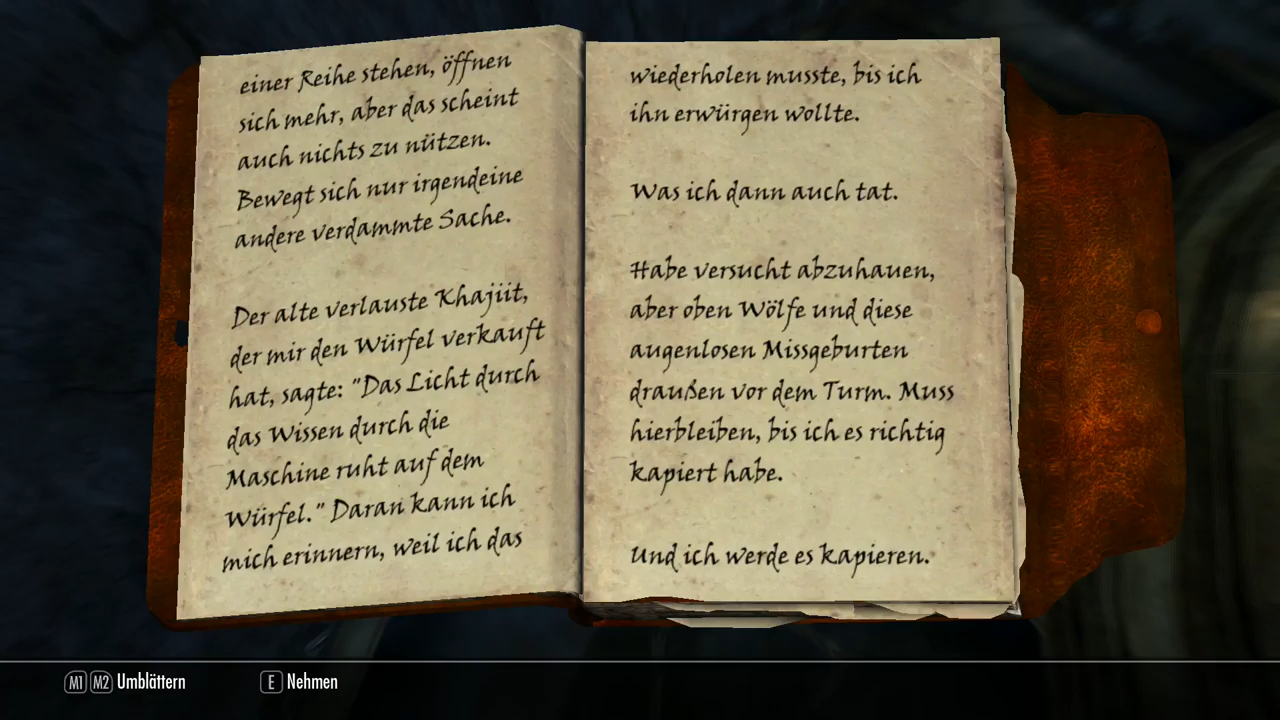 einer Reihe stehen, öffnen
sich mehr, aber das scheint
auch nichts zu nützen.
Bewegt sich nur irgendeine
andere verdammte Sache.
Der alte verlauste Khajiit,
der mir den Würfel verkauft
hat, sagte: "Das Licht durch
das Wissen durch die
Maschine ruht auf dem
Würfel." Daran kann ich
mich erinnern, weil ich das
wiederholen musste, bis ich
ihn erwürgen wollte.
Was ich dann auch tat.
Habe versucht abzuhauen,
aber oben Wölfe und diese
augenlosen Missgeburten
draußen vor dem Turm. Muss
hierbleiben, bis ich es richtig
kapiert habe.
Und ich werde es kapieren.
M1 M2 Umblättern
E Nehmen